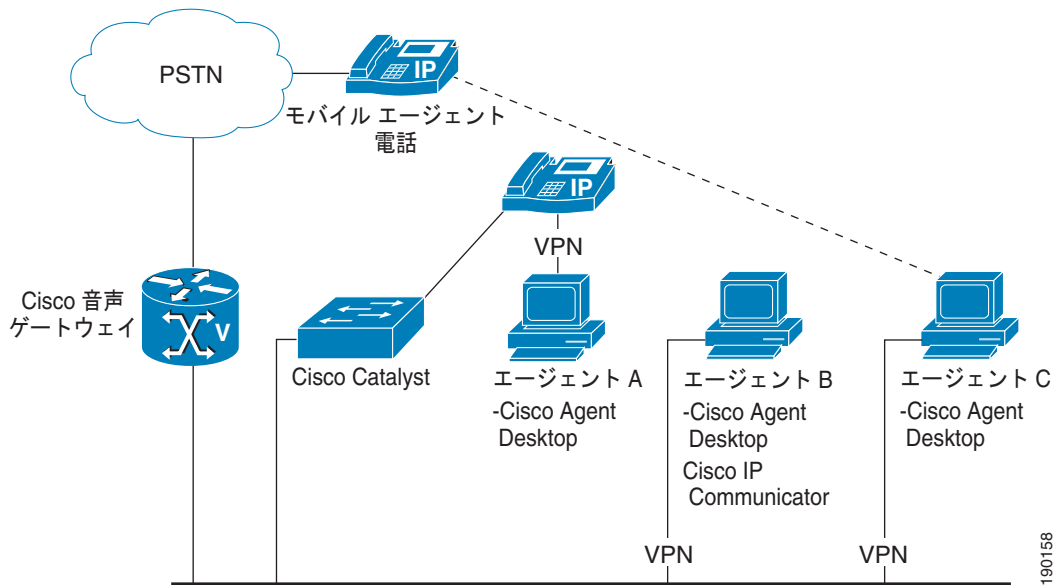 PSTN
IP
モバイル エージェント
電話
IP
VPN
Cisco 音声
ゲートウェイ
V
Cisco Catalyst
エージェント A
-Cisco Agent
Desktop
エージェント B
-Cisco Agent
Desktop
Cisco IP
Communicator
エージェント C
-Cisco Agent
Desktop
VPN
VPN
190158